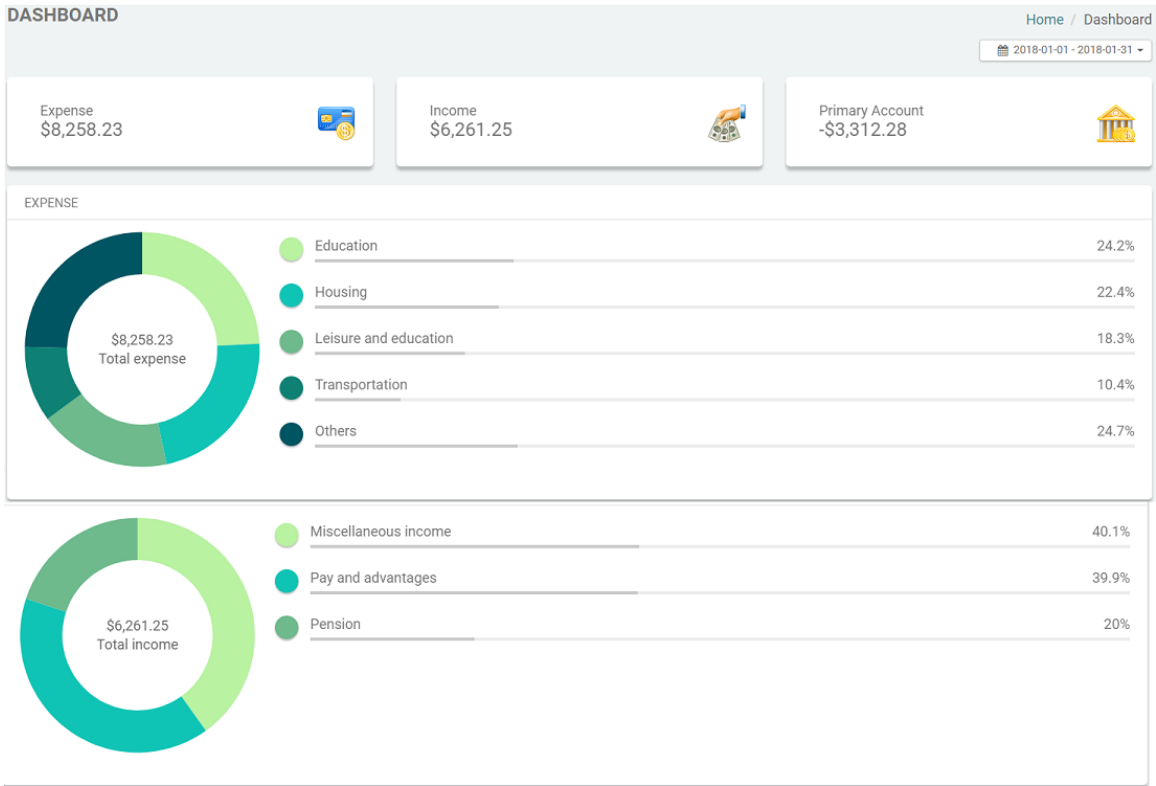 DASHBOARD
Home / Dashboard
2018-01-01 - 2018-01-31
Expense
$8,258.23
Income
$6,261.25
Primary Account
-$3,312.28
EXPENSE
$8,258.23
Total expense
Education 24.2%
Housing 22.4%
Leisure and education 18.3%
Transportation 10.4%
Others 24.7%
$6,261.25
Total income
Miscellaneous income 40.1%
Pay and advantages 39.9%
Pension 20%